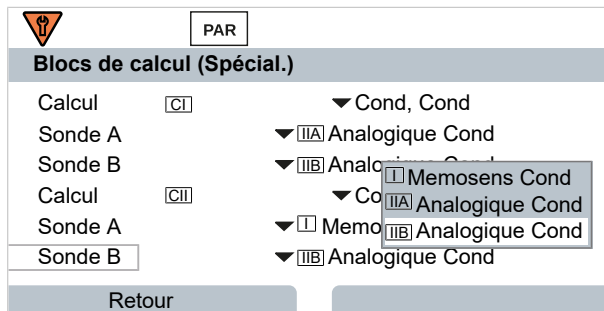 PAR
Blocs de calcul (Spécial.)
Calcul CI Cond, Cond
Sonde A IIA Analogique Cond
Sonde B IIB
I Memosens Cond
Calcul CII
IIA Analogique Cond
Sonde A I
IIB Analogique Cond
Sonde B IIB Analogique Cond
Retour